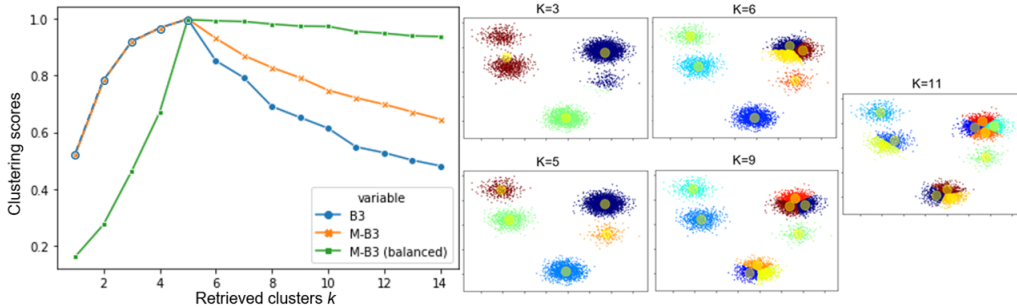 Clustering scores
1.0
0.8
0.6
0.4
0.2
variable
B3
M-B3
M-B3 (balanced)
2 4 6 8 10 12 14
Retrieved clusters k
K=3
K=6
K=11
K=5
K=9